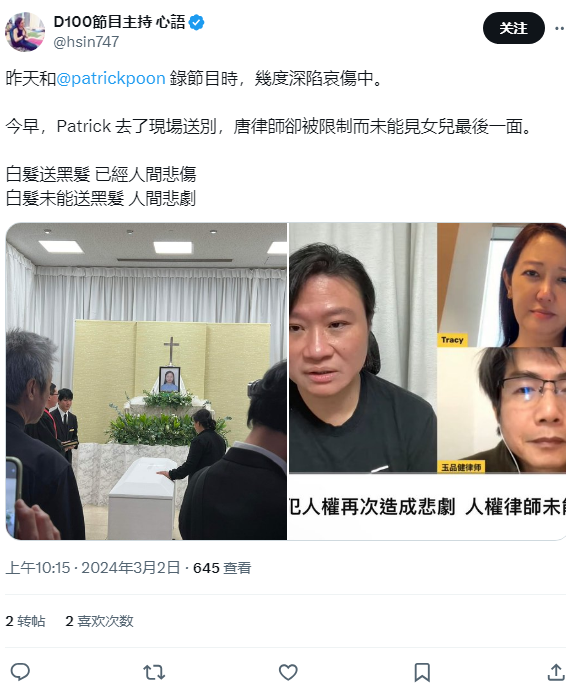 D100節目主持 心語
@hsin747
关注
昨天和@patrickpoon 錄節目時，幾度深陷哀傷中。
今早，Patrick 去了現場送別，唐律師卻被限制而未能見女兒最後一面。
白髮送黑髮 已經人間悲傷
白髮未能送黑髮 人間悲劇
Tracy
玉品健律師
犯人權再次造成悲劇 人權律師未能
上午10:15 · 2024年3月2日 · 645 查看
2 转帖 2 喜欢次数